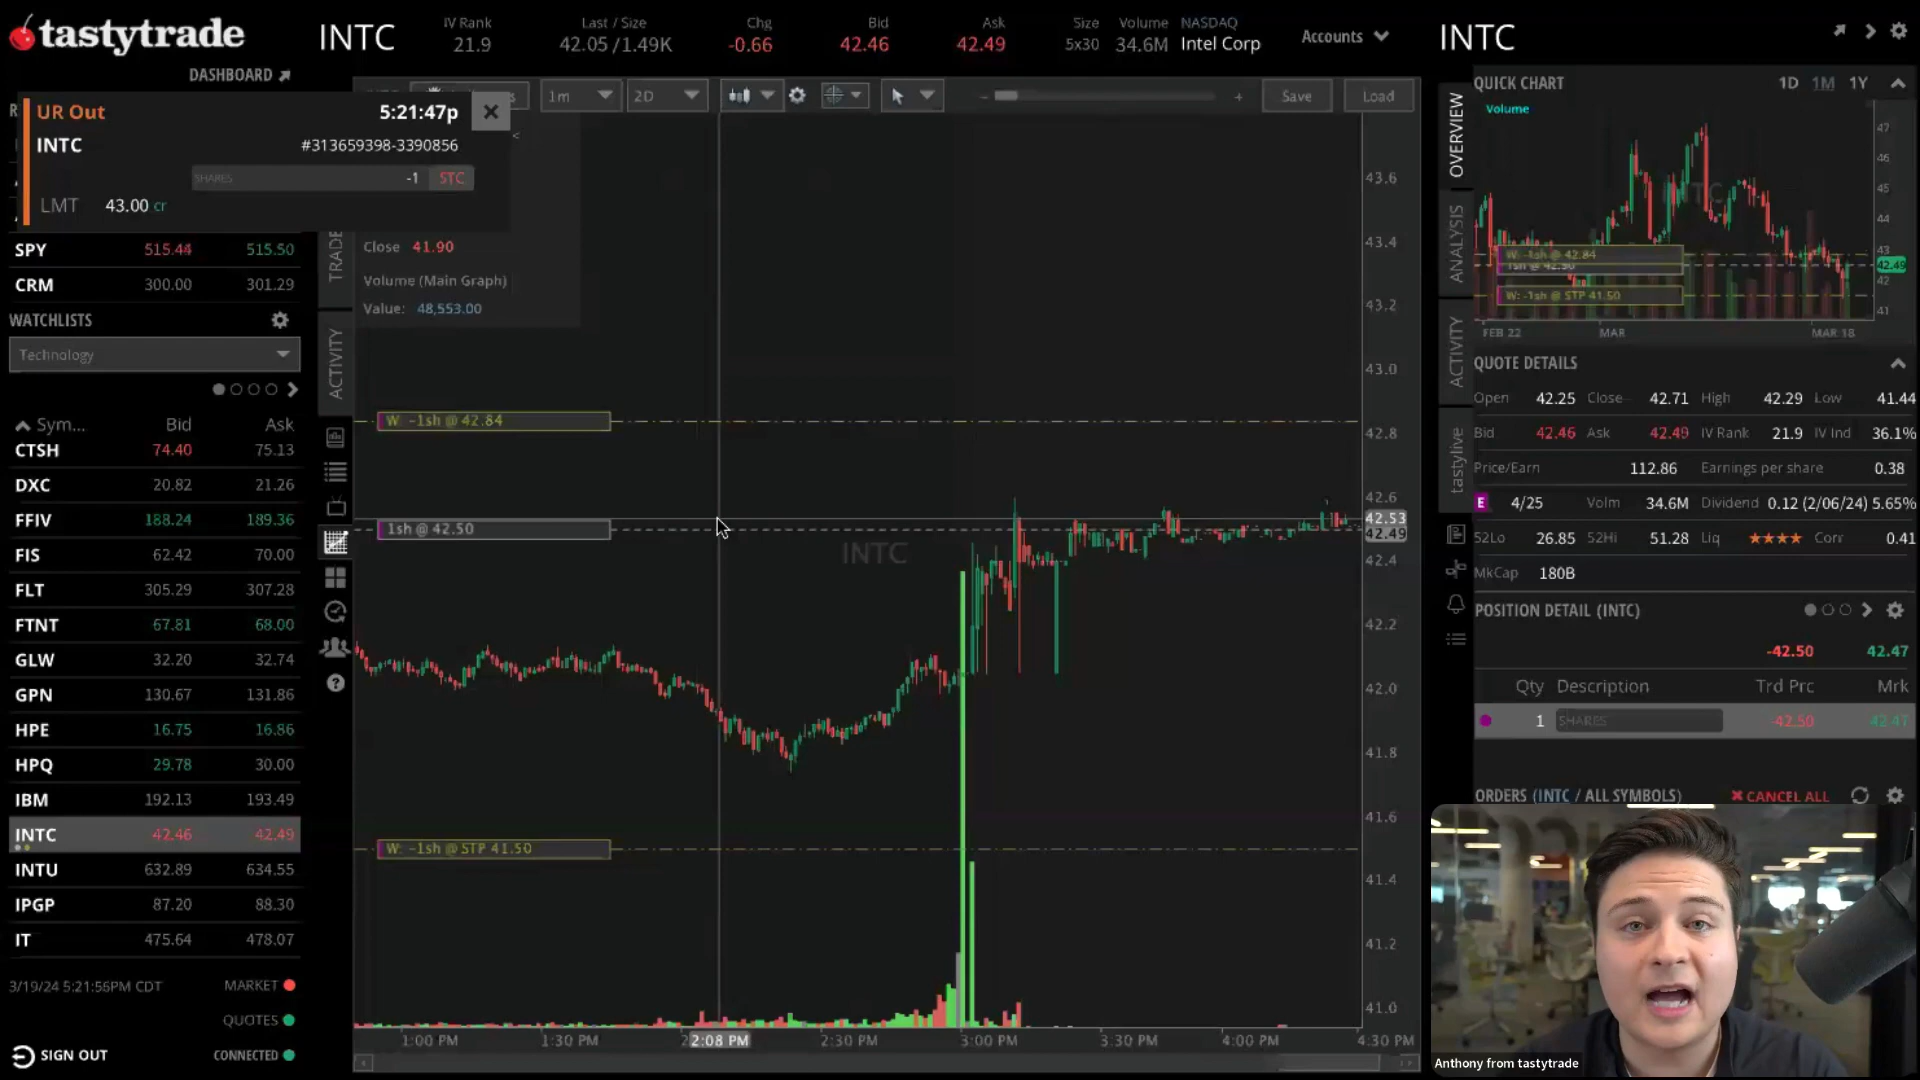 tastytrade
DASHBOARD
INTC
IV Rank
21.9
Last / Size
42.05 / 1.49K
Chg
-0.66
Bid
42.46
Ask
42.49
Size
5x30
Volume
34.6M
NASDAQ
Intel Corp
Accounts
UR Out
5:21:47p
INTC
#313659398-3390856
SHARES
-1
STC
LMT
43.00 cr
SPY 515.44 515.50
CRM 300.00 301.29
WATCHLISTS
Technology
Sym... Bid Ask
CTSH 74.40 75.13
DXC 20.82 21.26
FFIV 188.24 189.36
FIS 62.42 70.00
FLT 305.29 307.28
FTNT 67.81 68.00
GLW 32.20 32.74
GPN 130.67 131.86
HPE 16.75 16.86
HPQ 29.78 30.00
IBM 192.13 193.49
INTC 42.46 42.49
INTU 632.89 634.55
IPGP 87.20 88.30
IT 475.64 478.07
3/19/24 5:21:56PM CDT
MARKET
QUOTES
SIGN OUT
CONNECTED
TRADE
ACTIVITY
1m
2D
Save
Load
Close 41.90
Volume (Main Graph)
Value: 48,553.00
W: -1sh @ 42.84
1sh @ 42.50
INTC
W: -1sh @ STP 41.50
43.6
43.4
43.2
43.0
42.8
42.6
42.53
42.49
42.4
42.2
42.0
41.8
41.6
41.4
41.2
41.0
1:00 PM
1:30 PM
2:08 PM
2:30 PM
3:00 PM
3:30 PM
4:00 PM
4:30 PM
INTC
OVERVIEW
ANALYSIS
ACTIVITY
tastylive
QUICK CHART
1D 1M 1Y
Volume
INTC
W: -1sh @ 42.84
1sh @ 42.50
W: -1sh @ STP 41.50
47
46
45
44
43
42.49
42
41
FEB 22
MAR
MAR 18
QUOTE DETAILS
Open 42.25 Close 42.71 High 42.29 Low 41.44
Bid 42.46 Ask 42.49 IV Rank 21.9 IV Ind 36.1%
Price/Earn 112.86 Earnings per share 0.38
E 4/25 Volm 34.6M Dividend 0.12 (2/06/24) 5.65%
52Lo 26.85 52Hi 51.28 Liq ★★★★ Corr 0.41
MkCap 180B
POSITION DETAIL (INTC)
-42.50 42.47
Qty Description Trd Prc Mrk
1 SHARES -42.50 42.47
ORDERS (INTC / ALL SYMBOLS)
CANCEL ALL
Anthony from tastytrade